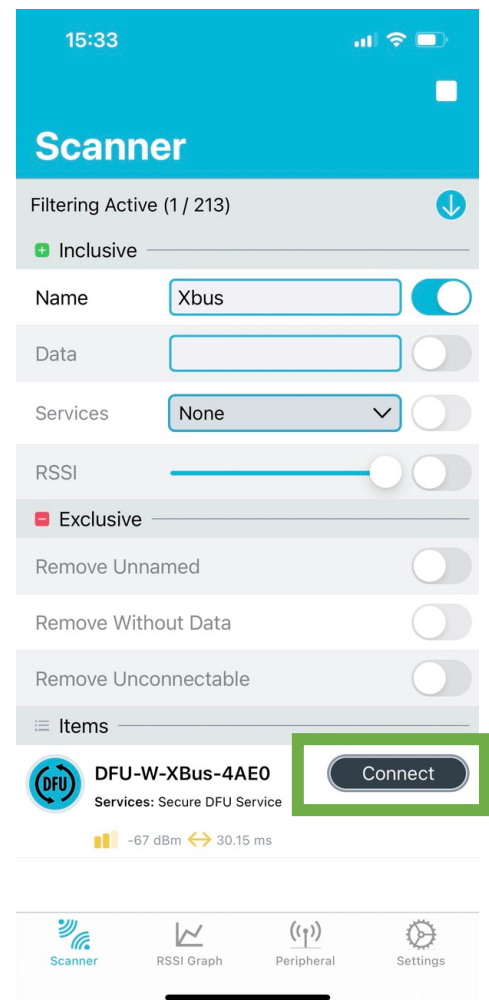 15:33
Scanner
Filtering Active (1 / 213)
Inclusive
Name Xbus
Data
Services None
RSSI
Exclusive
Remove Unnamed
Remove Without Data
Remove Unconnectable
Items
DFU DFU-W-XBus-4AE0 Connect
Services: Secure DFU Service
-67 dBm 30.15 ms
Scanner RSSI Graph Peripheral Settings